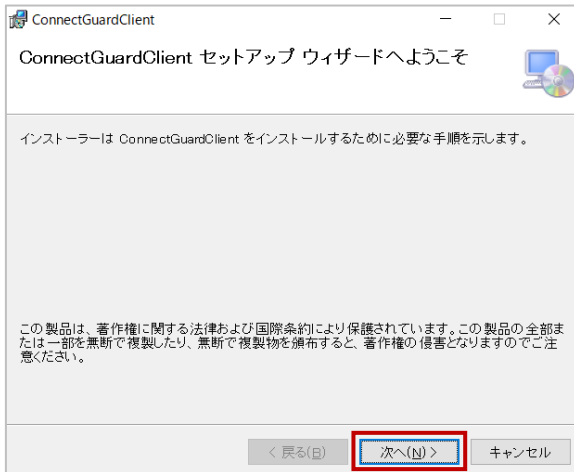 ConnectGuardClient
ConnectGuardClient セットアップ ウィザードへようこそ
インストーラーは ConnectGuardClient をインストールするために必要な手順を示します。
この製品は、著作権に関する法律および国際条約により保護されています。この製品の全部ま
たは一部を無断で複製したり、無断で複製物を頒布すると、著作権の侵害となりますのでご注
意ください。
< 戻る(B) 次へ(N) > キャンセル